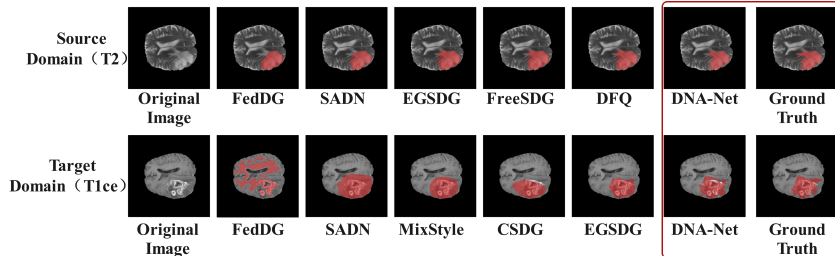 Source
Domain（T2）
Original
Image
FedDG
SADN
EGSDG
FreeSDG
DFQ
DNA-Net
Ground
Truth
Target
Domain（T1ce）
Original
Image
FedDG
SADN
MixStyle
CSDG
EGSDG
DNA-Net
Ground
Truth